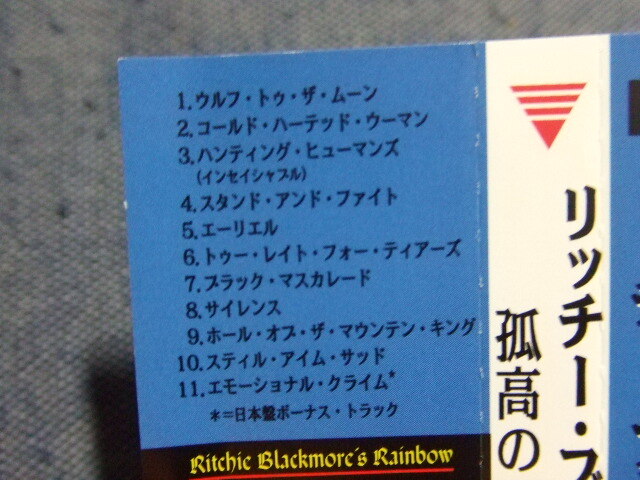 1.ウルフ・トゥ・ザ・ムーン
2.コールド・ハーテッド・ウーマン
3.ハンティング・ヒューマンズ
(インセイシャブル)
4.スタンド・アンド・ファイト
5.エーリエル
6.トゥー・レイト・フォー・ティアーズ
7.ブラック・マスカレード
8.サイレンス
9.ホール・オブ・ザ・マウンテン・キング
10.スティル・アイム・サッド
11.エモーショナル・クライム*
*=日本盤ボーナス・トラック
Ritchie Blackmore's Rainbow
リッチー・ブ
孤高の